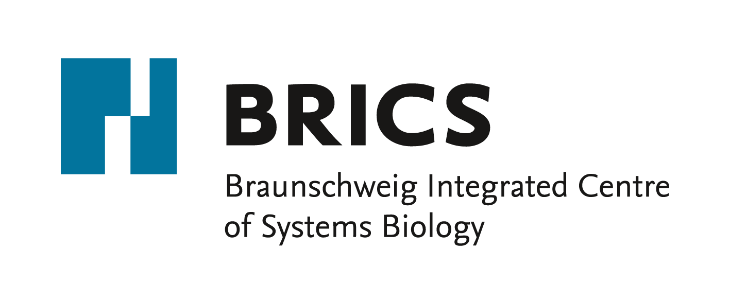 BRICS
Braunschweig Integrated Centre
of Systems Biology